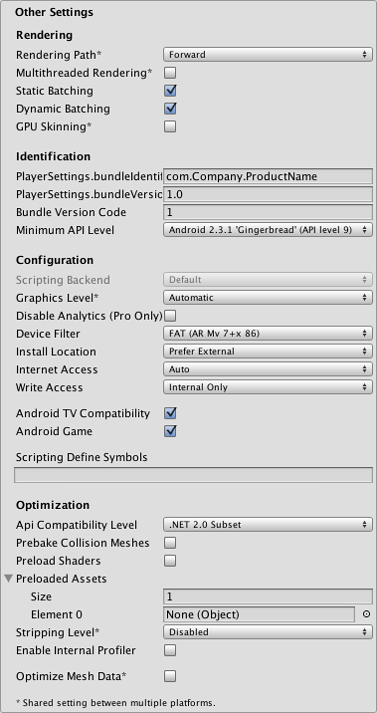 Other Settings
Rendering
Rendering Path* Forward
Multithreaded Rendering*
Static Batching
Dynamic Batching
GPU Skinning*
Identification
PlayerSettings.bundleIdentif com.Company.ProductName
PlayerSettings.bundleVersic 1.0
Bundle Version Code 1
Minimum API Level Android 2.3.1 'Gingerbread' (API level 9)
Configuration
Scripting Backend Default
Graphics Level* Automatic
Disable Analytics (Pro Only)
Device Filter FAT (AR Mv 7+x 86)
Install Location Prefer External
Internet Access Auto
Write Access Internal Only
Android TV Compatibility
Android Game
Scripting Define Symbols
Optimization
Api Compatibility Level .NET 2.0 Subset
Prebake Collision Meshes
Preload Shaders
Preloaded Assets
Size 1
Element 0 None (Object)
Stripping Level* Disabled
Enable Internal Profiler
Optimize Mesh Data*
* Shared setting between multiple platforms.